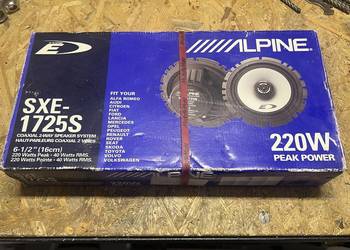 E
ALPINE
SXE-
1725S
COAXIAL 2-WAY SPEAKER SYSTEM
HAUT-PARLEURS COAXIAL 2 VOIES
6-1/2" (16cm)
220 Watts Peak - 40 Watts RMS.
220 Watts Pointe - 40 Watts RMS.
FIT YOUR
ALFA ROMEO
AUDI
CITROEN
FIAT
FORD
LANCIA
MERCEDES
OPEL
PEUGEOT
RENAULT
ROVER
SEAT
SKODA
TOYOTA
VOLVO
VOLKSWAGEN
220W
PEAK POWER